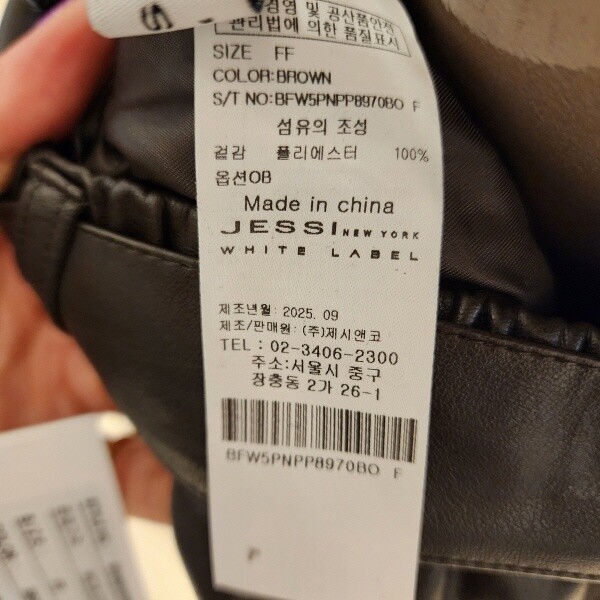 경영 및 공산품안전
관리법에 의한 품질표시
SIZE FF
COLOR:BROWN
S/T NO:BFW5PNPP8970BO F
섬유의 조성
겉감 폴리에스터 100%
옵션OB
Made in china
JESSI NEW YORK
WHITE LABEL
제조년월: 2025. 09
제조/판매원: (주)제시앤코
TEL : 02-3406-2300
주소:서울시 중구
장충동 2가 26-1
BFW5PNPP8970BO F
F